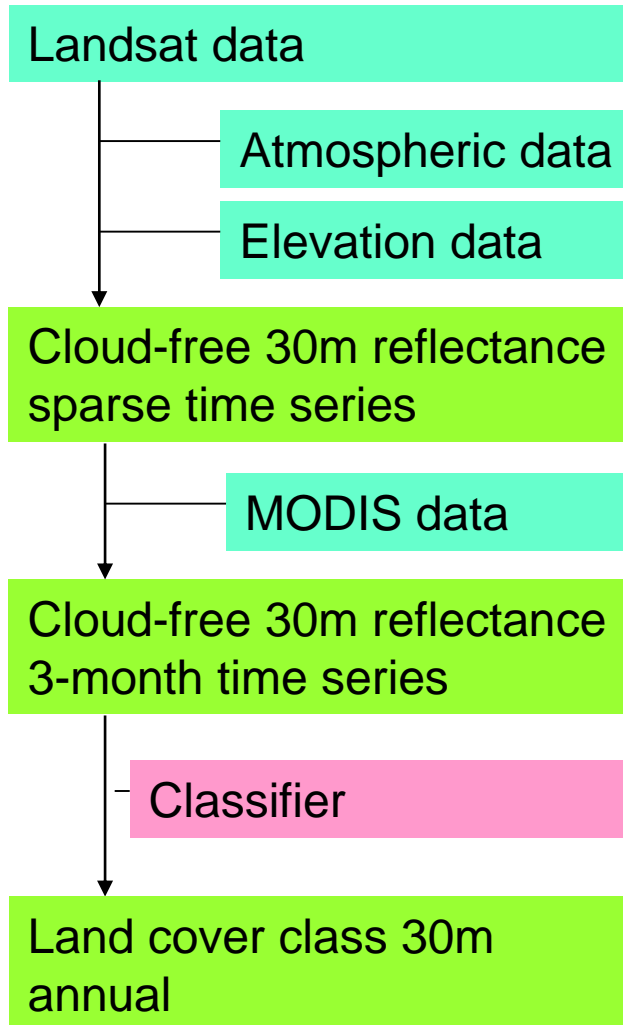 Landsat data
Atmospheric data
Elevation data
Cloud-free 30m reflectance
sparse time series
MODIS data
Cloud-free 30m reflectance
3-month time series
Classifier
Land cover class 30m
annual